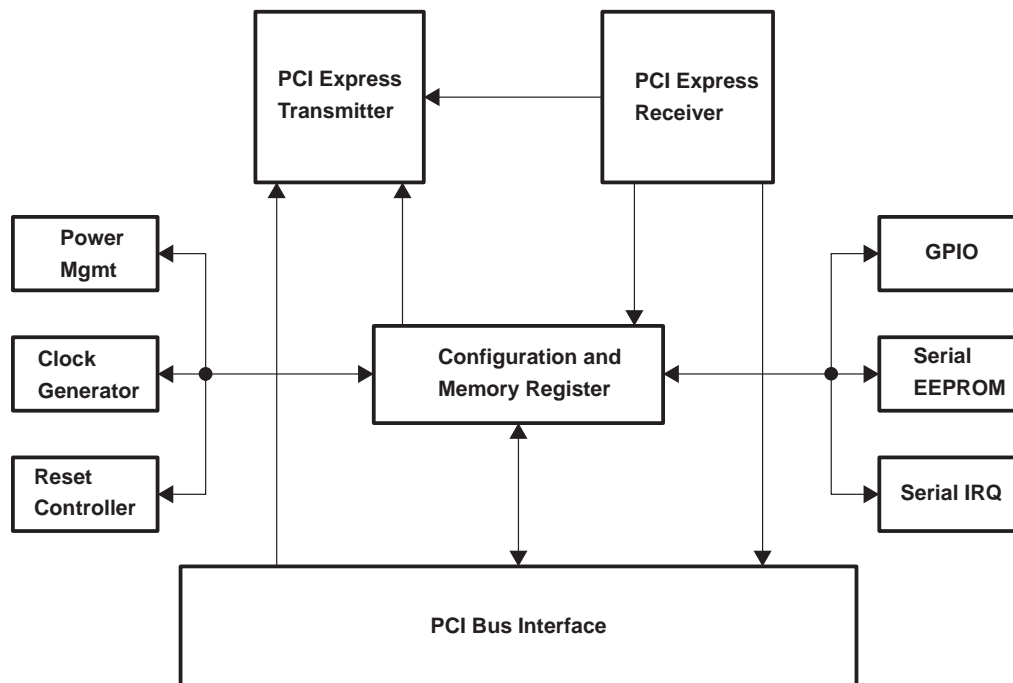 PCI Express
Transmitter
PCI Express
Receiver
Power
Mgmt
GPIO
Clock
Generator
Configuration and
Memory Register
Serial
EEPROM
Reset
Controller
Serial IRQ
PCI Bus Interface